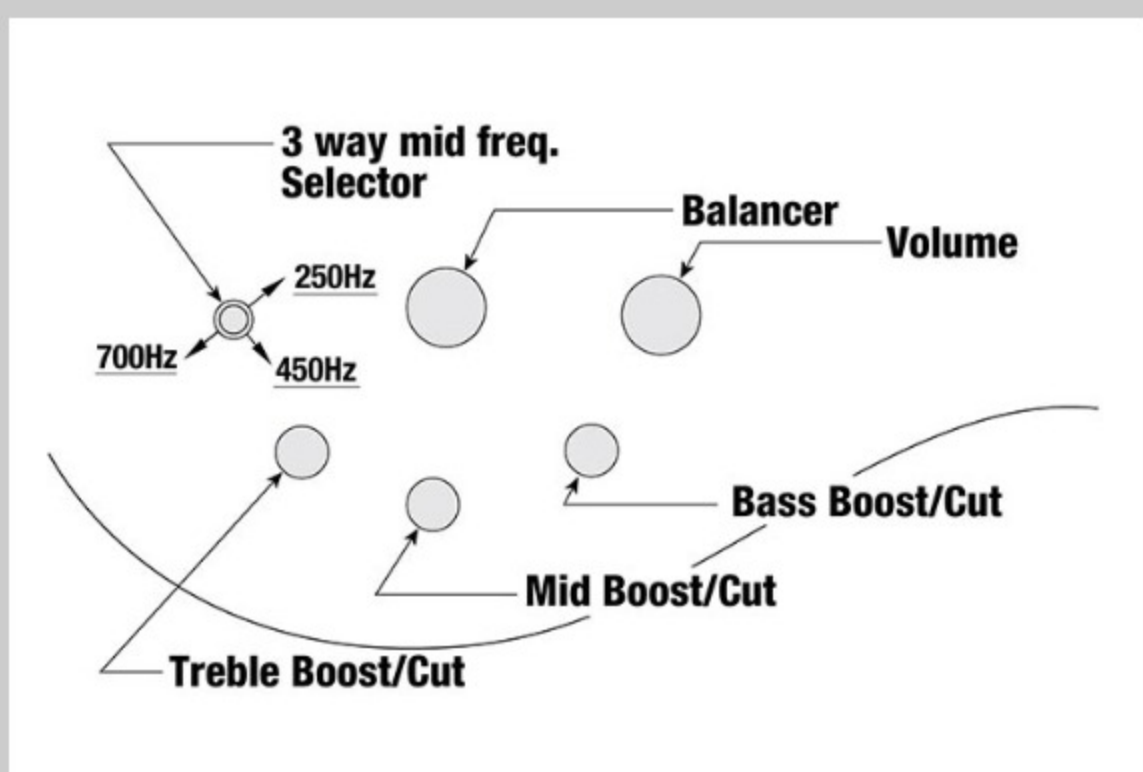 3 way mid freq.
Selector
Balancer
Volume
250Hz
700Hz
450Hz
Bass Boost/Cut
Mid Boost/Cut
Treble Boost/Cut